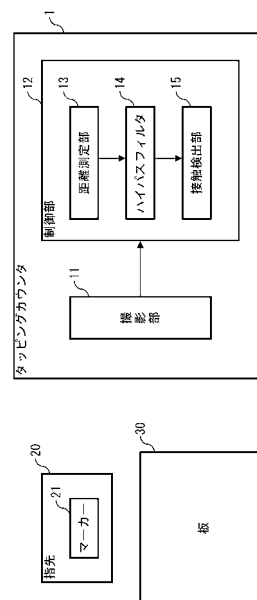 1
タッピングカウンタ
12
制御部
13
距離測定部
14
ハイパスフィルタ
15
接触検出部
11
撮影部
20
指先
21
マーカー
30
板